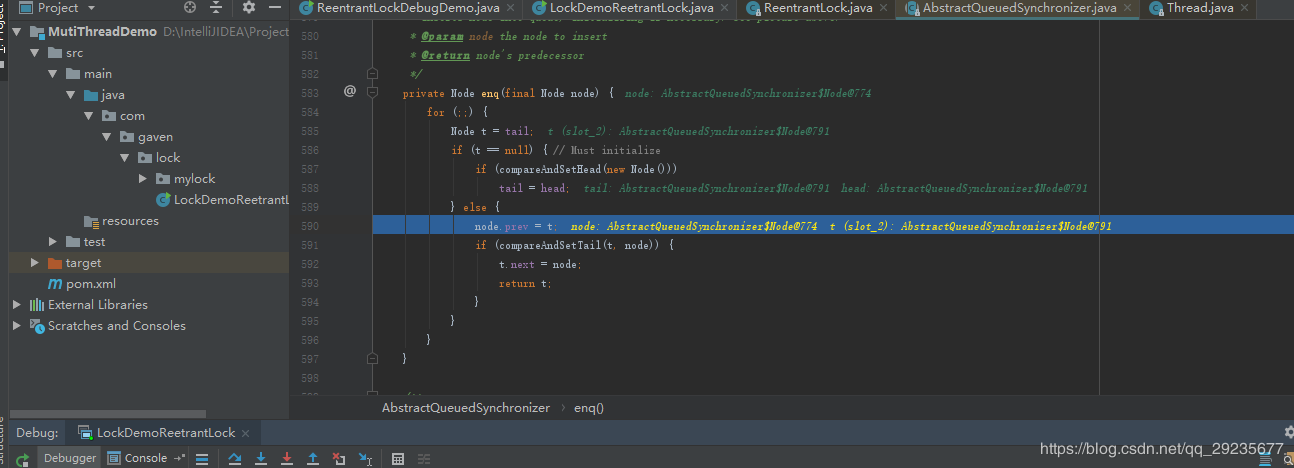 Project
ReentrantLockDebugDemo.java
LockDemoReetrantLock.java
ReentrantLock.java
AbstractQueuedSynchronizer.java
Thread.java
MutiThreadDemo D:\IntelliJIDEA\Project
src
main
java
com
gaven
lock
mylock
LockDemoReetrantL
resources
test
target
pom.xml
External Libraries
Scratches and Consoles
580 * @param node the node to insert
581 * @return node's predecessor
582 */
583 @ private Node enq(final Node node) { node: AbstractQueuedSynchronizer$Node@774
584 for (;;) {
585 Node t = tail; t (slot_2): AbstractQueuedSynchronizer$Node@791
586 if (t == null) { // Must initialize
587 if (compareAndSetHead(new Node()))
588 tail = head; tail: AbstractQueuedSynchronizer$Node@791 head: AbstractQueuedSynchronizer$Node@791
589 } else {
590 node.prev = t; node: AbstractQueuedSynchronizer$Node@774 t (slot_2): AbstractQueuedSynchronizer$Node@791
591 if (compareAndSetTail(t, node)) {
592 t.next = node;
593 return t;
594 }
595 }
596 }
597 }
598
AbstractQueuedSynchronizer › enq()
Debug: LockDemoReetrantLock
Debugger Console
https://blog.csdn.net/qq_29235677